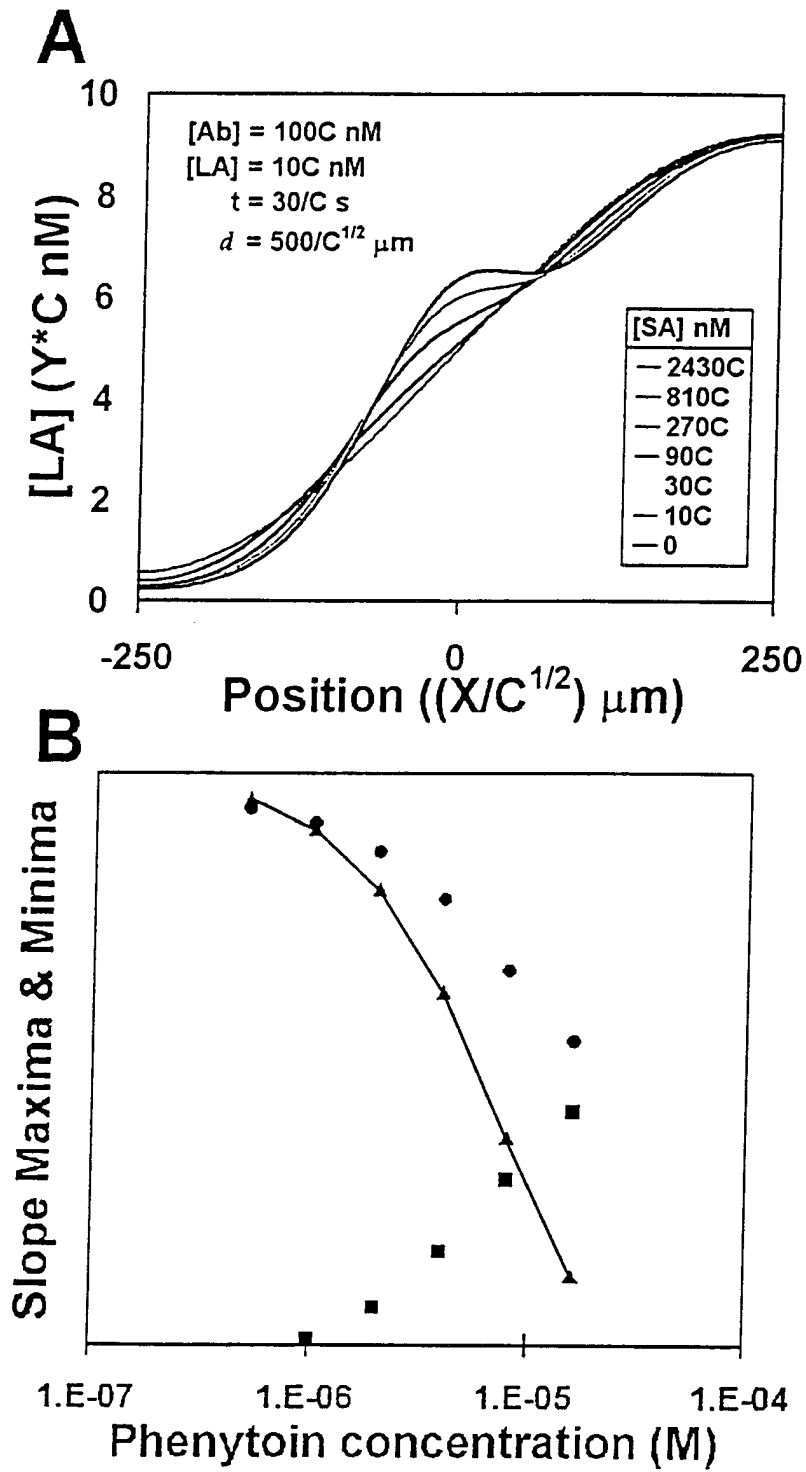 A
10
8
6
4
2
0
[LA] (Y*C nM)
[Ab] = 100C nM
[LA] = 10C nM
t = 30/C s
d = 500/C^1/2 μm
[SA] nM
2430C
810C
270C
90C
30C
10C
0
-250 0 250
Position ((X/C^1/2) μm)
B
Slope Maxima & Minima
1.E-07 1.E-06 1.E-05 1.E-04
Phenytoin concentration (M)